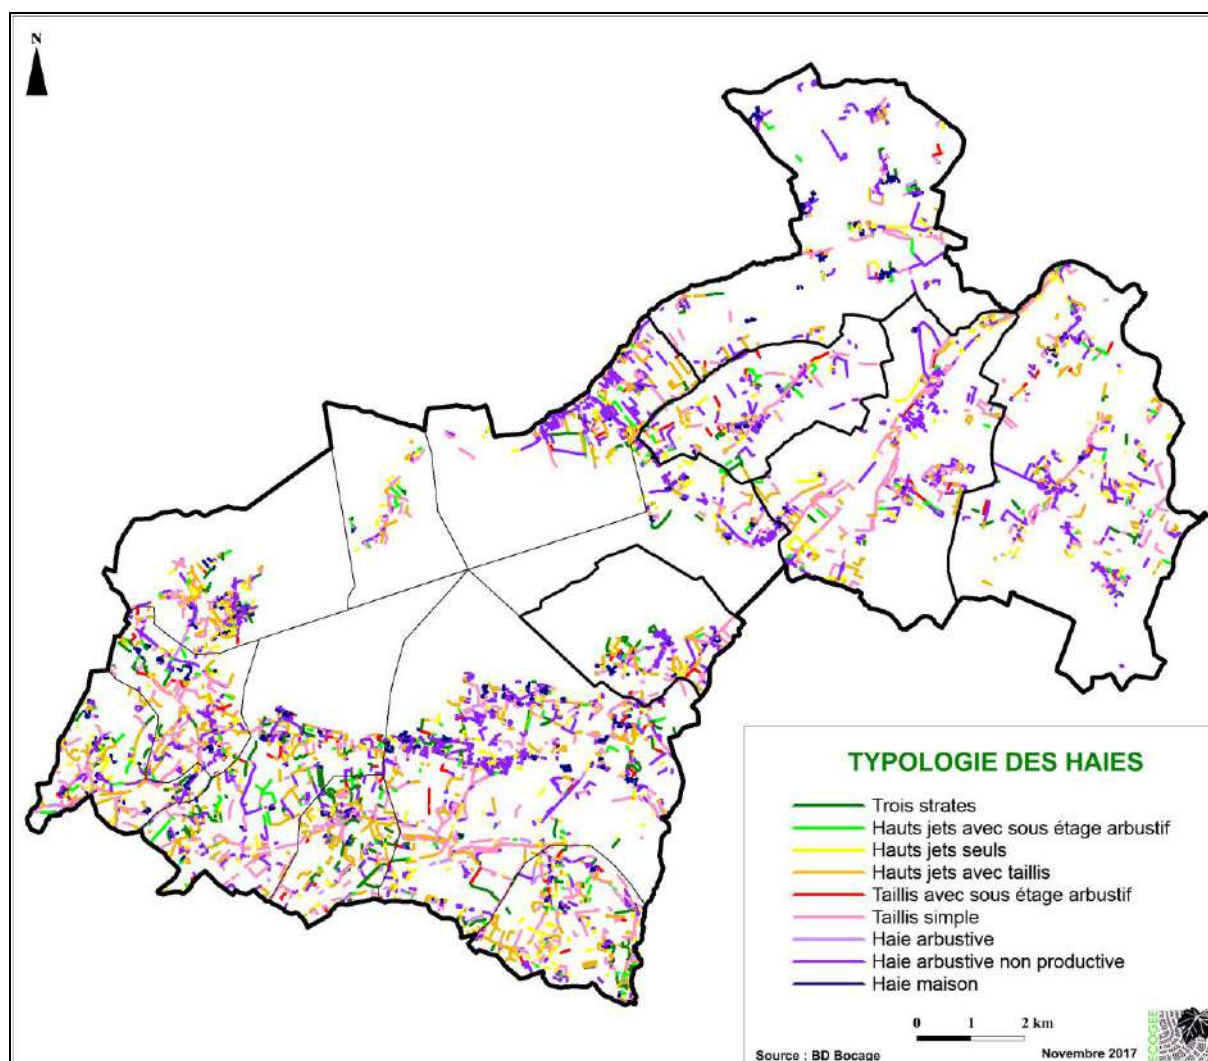 N
TYPOLOGIE DES HAIES
Trois strates
Hauts jets avec sous étage arbustif
Hauts jets seuls
Hauts jets avec taillis
Taillis avec sous étage arbustif
Taillis simple
Haie arbustive
Haie arbustive non productive
Haie maison
0 1 2 km
Source : BD Bocage
Novembre 2017
ECOGEE